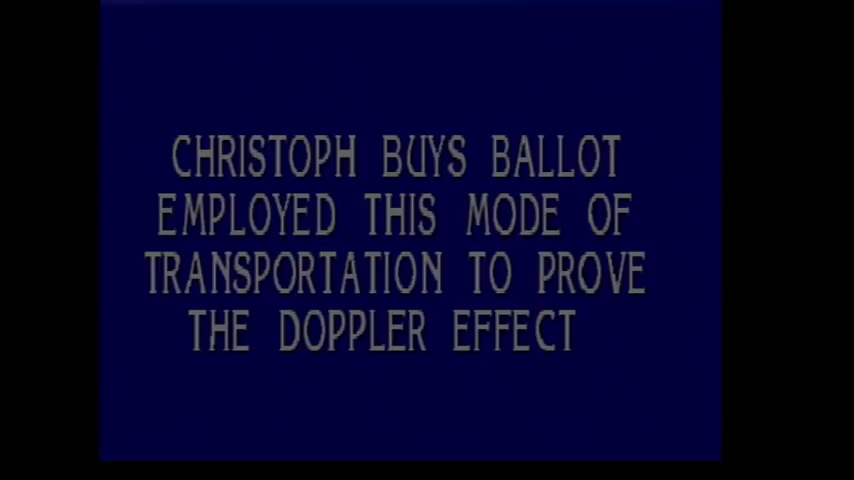 CHRISTOPH BUYS BALLOT
EMPLOYED THIS MODE OF
TRANSPORTATION TO PROVE
THE DOPPLER EFFECT